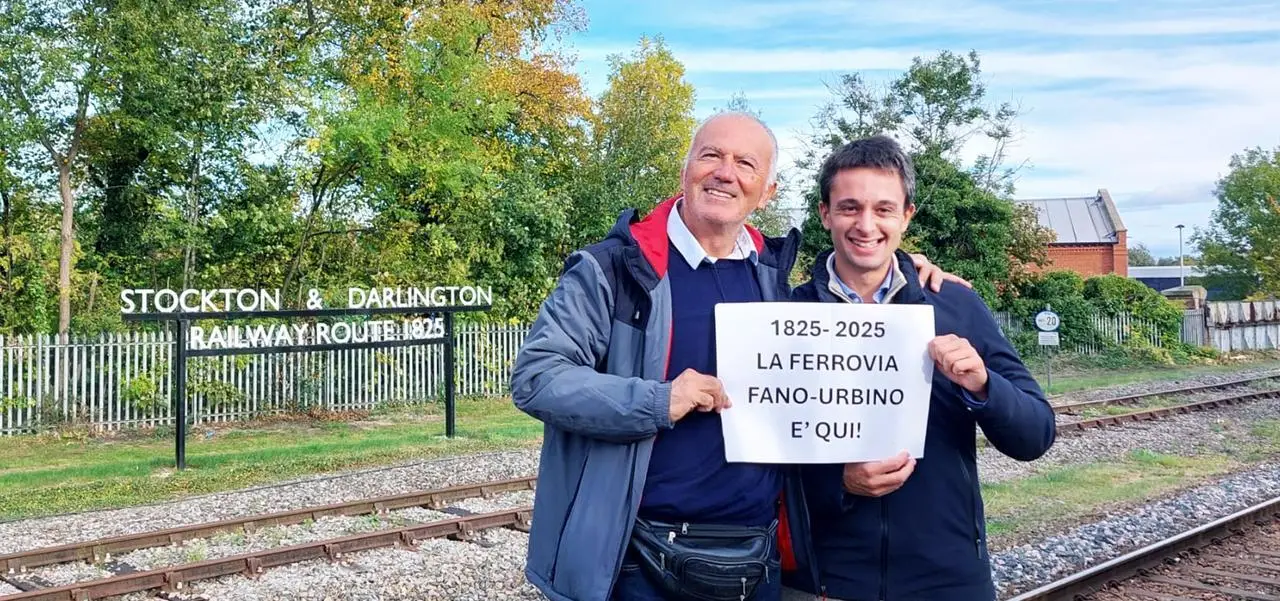 STOCKTON & DARLINGTON
RAILWAY ROUTE 1825
1825- 2025
LA FERROVIA
FANO-URBINO
E' QUI!
20